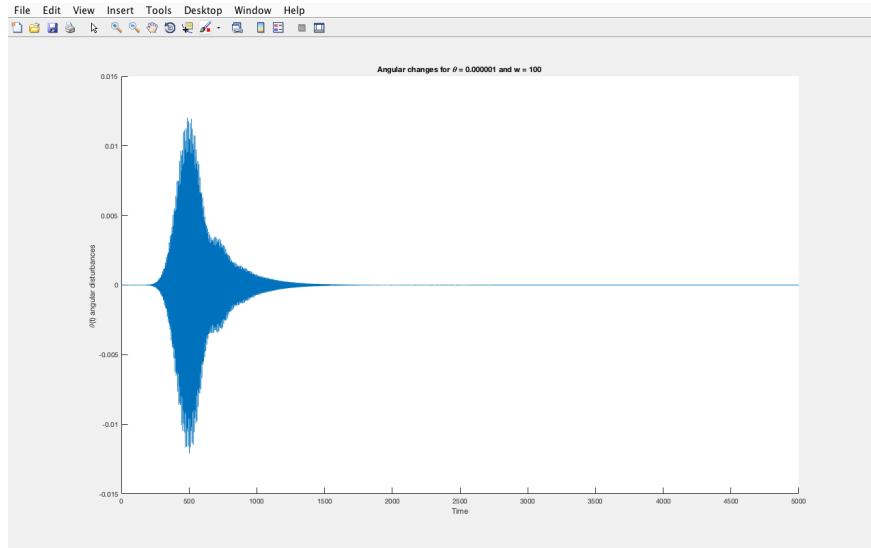 File Edit View Insert Tools Desktop Window Help
Angular changes for θ = 0.000001 and w = 100
0.015
0.01
0.005
0
-0.005
-0.01
-0.015
θ(t) angular disturbances
0 500 1000 1500 2000 2500 3000 3500 4000 4500 5000
Time